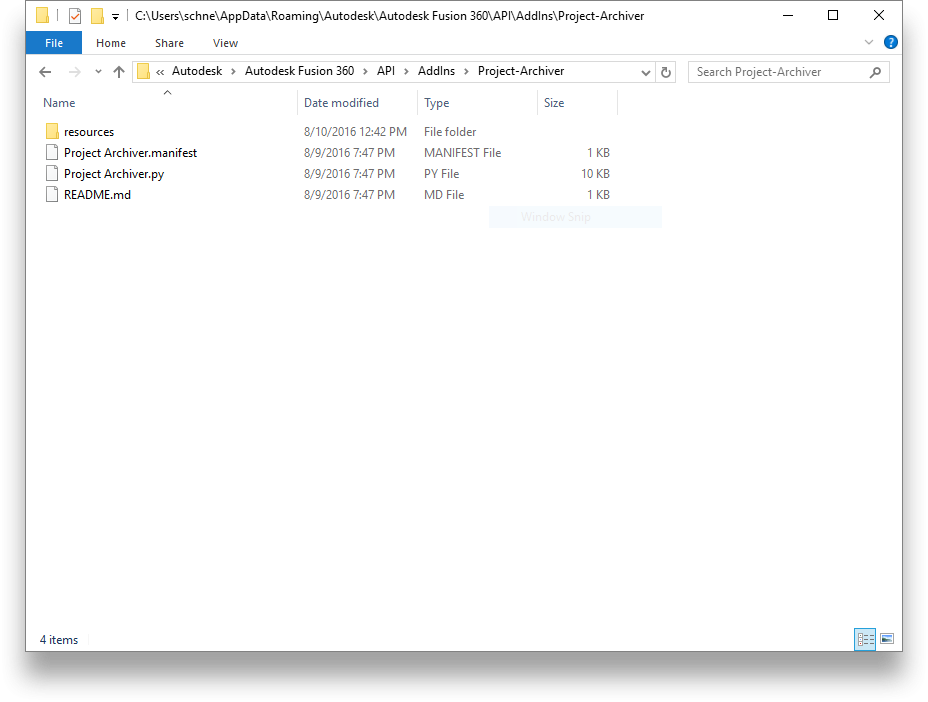 C:\Users\schne\AppData\Roaming\Autodesk\Autodesk Fusion 360\API\AddIns\Project-Archiver
File Home Share View
« Autodesk › Autodesk Fusion 360 › API › AddIns › Project-Archiver Search Project-Archiver
Name Date modified Type Size
resources 8/10/2016 12:42 PM File folder
Project Archiver.manifest 8/9/2016 7:47 PM MANIFEST File 1 KB
Project Archiver.py 8/9/2016 7:47 PM PY File 10 KB
README.md 8/9/2016 7:47 PM MD File 1 KB
Window Snip
4 items